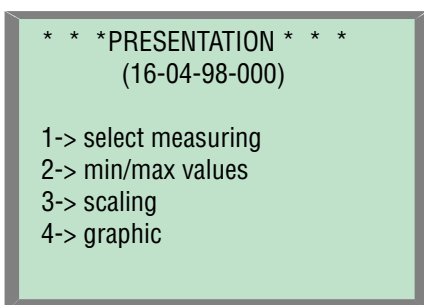 * * *PRESENTATION * * *
(16-04-98-000)
1-> select measuring
2-> min/max values
3-> scaling
4-> graphic